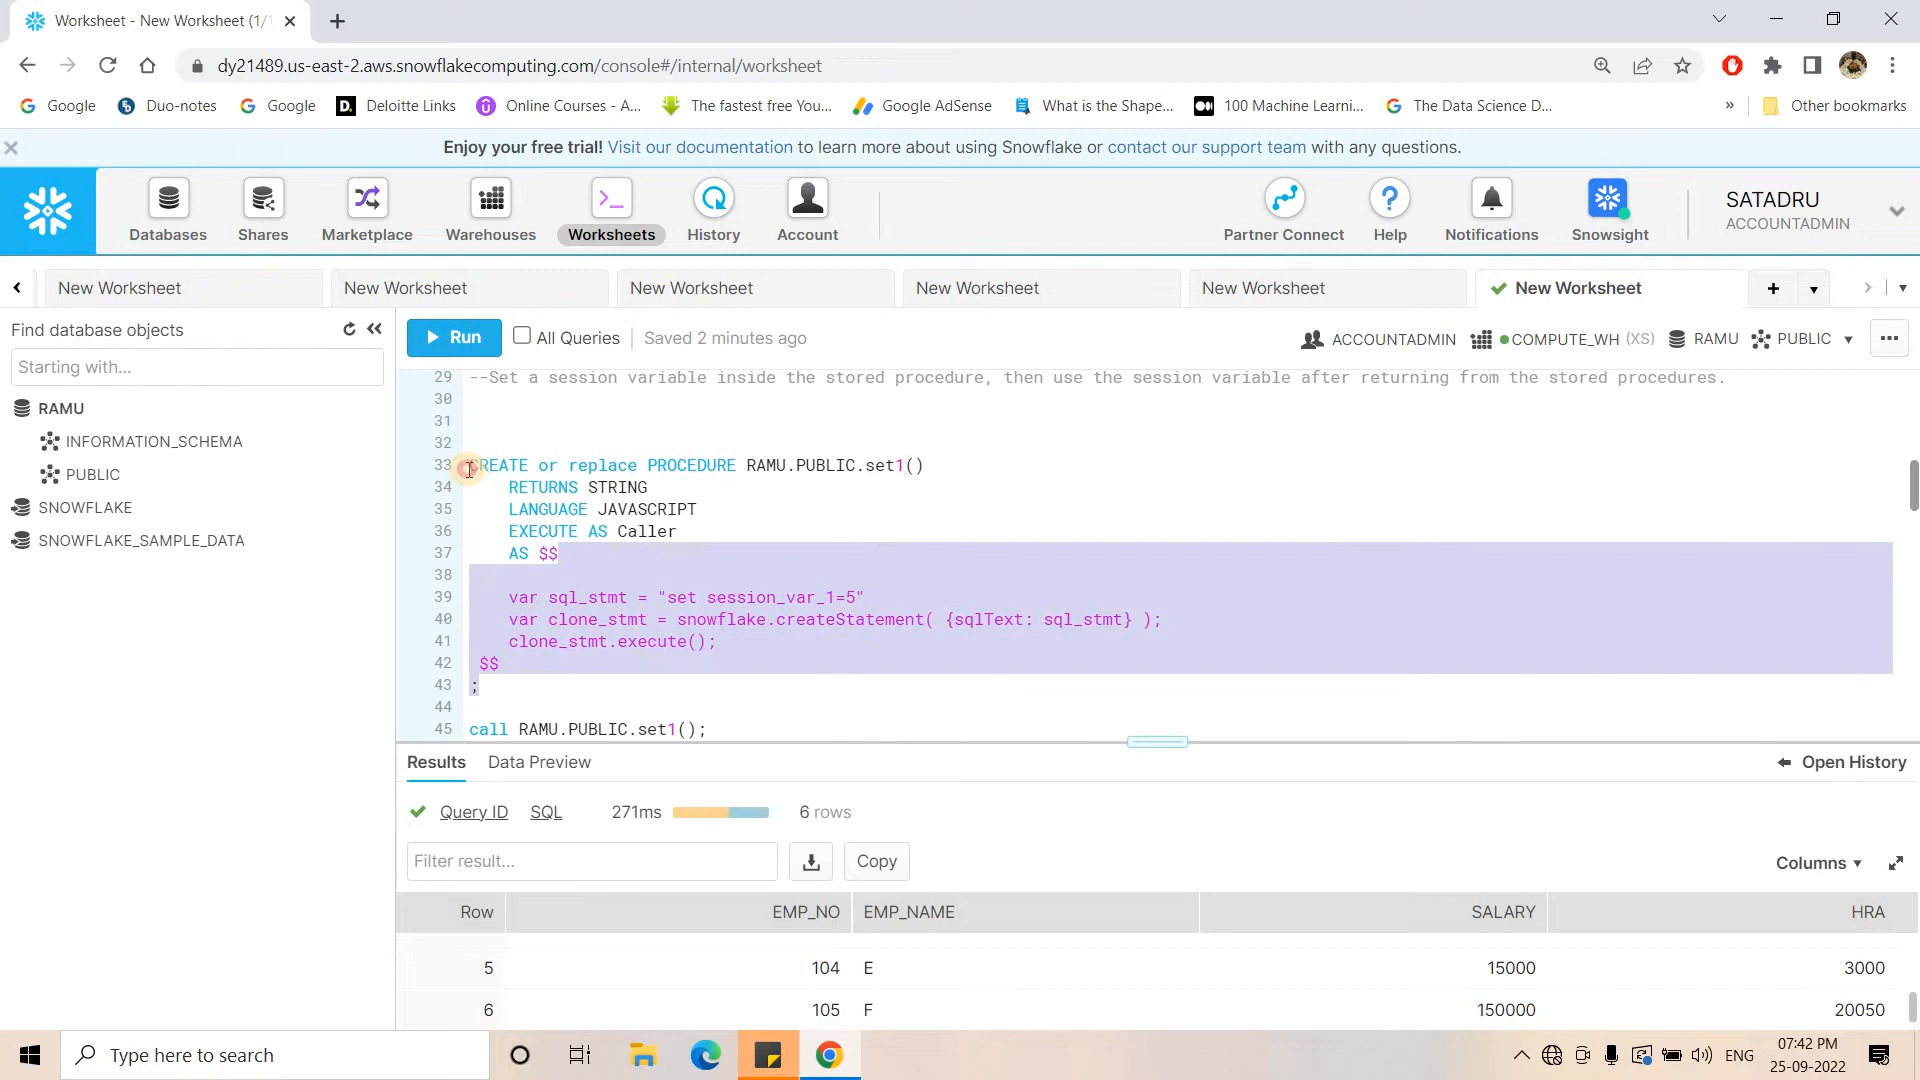 Worksheet - New Worksheet (1/1
dy21489.us-east-2.aws.snowflakecomputing.com/console#/internal/worksheet
Google
Duo-notes
Google
Deloitte Links
Online Courses - A...
The fastest free You...
Google AdSense
What is the Shape...
100 Machine Learni...
The Data Science D...
»
Other bookmarks
Enjoy your free trial! Visit our documentation to learn more about using Snowflake or contact our support team with any questions.
Databases
Shares
Marketplace
Warehouses
Worksheets
History
Account
Partner Connect
Help
Notifications
Snowsight
SATADRU
ACCOUNTADMIN
New Worksheet
New Worksheet
New Worksheet
New Worksheet
New Worksheet
New Worksheet
Find database objects
Starting with...
RAMU
INFORMATION_SCHEMA
PUBLIC
SNOWFLAKE
SNOWFLAKE_SAMPLE_DATA
Run
All Queries
Saved 2 minutes ago
ACCOUNTADMIN
COMPUTE_WH (XS)
RAMU
PUBLIC
29 --Set a session variable inside the stored procedure, then use the session variable after returning from the stored procedures.
30
31
32
33 CREATE or replace PROCEDURE RAMU.PUBLIC.set1()
34 RETURNS STRING
35 LANGUAGE JAVASCRIPT
36 EXECUTE AS Caller
37 AS $$
38
39 var sql_stmt = "set session_var_1=5"
40 var clone_stmt = snowflake.createStatement( {sqlText: sql_stmt} );
41 clone_stmt.execute();
42 $$
43 ;
44
45 call RAMU.PUBLIC.set1();
Results
Data Preview
Open History
Query ID
SQL
271ms
6 rows
Filter result...
Copy
Columns
Row EMP_NO EMP_NAME SALARY HRA
5 104 E 15000 3000
6 105 F 150000 20050
Type here to search
ENG
07:42 PM
25-09-2022